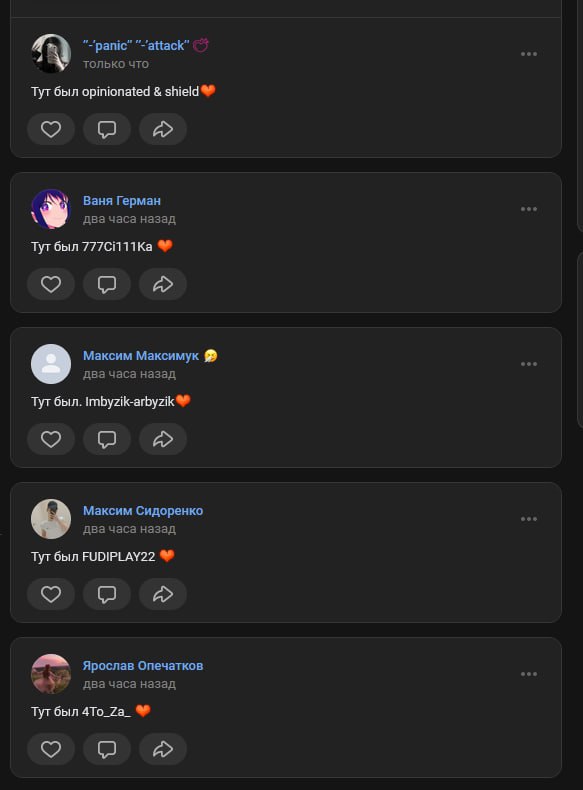 ”-’panic” ”-’attack”
только что
Тут был opinionated & shield❤
Ваня Герман
два часа назад
Тут был 777Ci111Ka ❤
Максим Максимук 🤧
два часа назад
Тут был. Imbyzik-arbyzik❤
Максим Сидоренко
два часа назад
Тут был FUDIPLAY22 ❤
Ярослав Опечатков
два часа назад
Тут был 4To_Za_ ❤